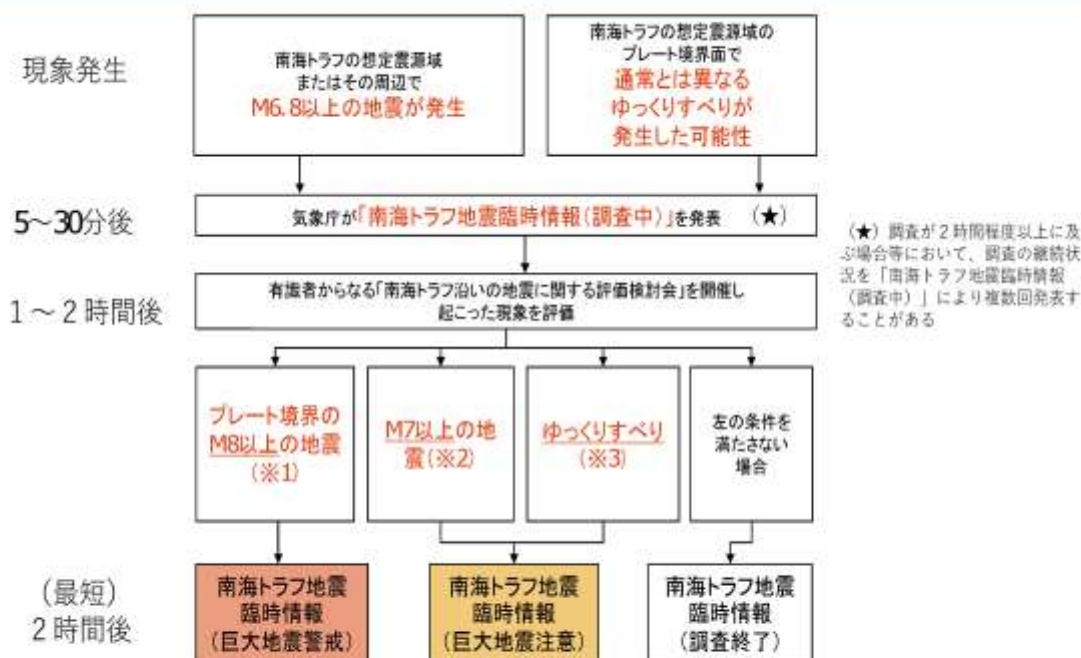 現象発生
南海トラフの想定震源域
またはその周辺で
M6.8以上の地震が発生
南海トラフの想定震源域の
プレート境界面で
通常とは異なる
ゆっくりすべりが
発生した可能性
5～30分後
気象庁が「南海トラフ地震臨時情報(調査中)」を発表 (★)
(★) 調査が2時間程度以上に及
ぶ場合等において、調査の継続状
況を「南海トラフ地震臨時情報
(調査中)」により複数回発表す
ることがある
1～2時間後
有識者からなる「南海トラフ沿いの地震に関する評価検討会」を開催し
起こった現象を評価
プレート境界の
M8以上の地震
(※1)
M7以上の地
震(※2)
ゆっくりすべり
(※3)
左の条件を
満たさない
場合
(最短)
2時間後
南海トラフ地震
臨時情報
(巨大地震警戒)
南海トラフ地震
臨時情報
(巨大地震注意)
南海トラフ地震
臨時情報
(調査終了)